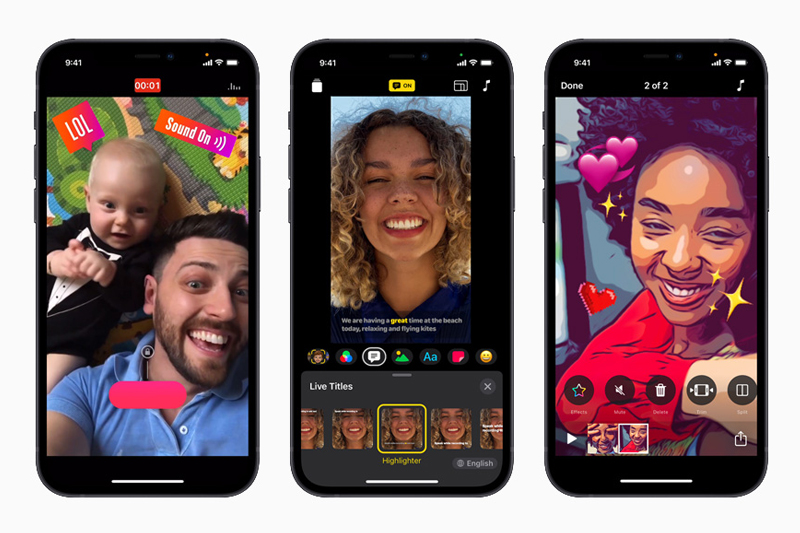 9:41
00:01
LOL
Sound On
9:41
ON
We are having a great time at the beach
today, relaxing and flying kites
Aa
Live Titles
Highlighter
English
9:41
Done
2 of 2
Effects
Mute
Delete
Split